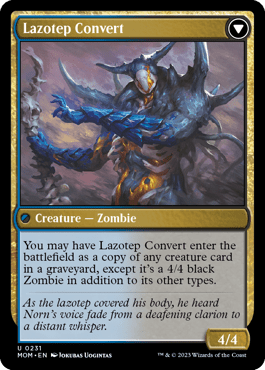 Lazotep Convert
Creature — Zombie
You may have Lazotep Convert enter the
battlefield as a copy of any creature card
in a graveyard, except it's a 4/4 black
Zombie in addition to its other types.
As the lazotep covered his body, he heard
Norn's voice fade from a deafening clarion to
a distant whisper.
4/4
U 0231
MOM • EN JOKUBAS UOGINTAS
™ & © 2023 Wizards of the Coast